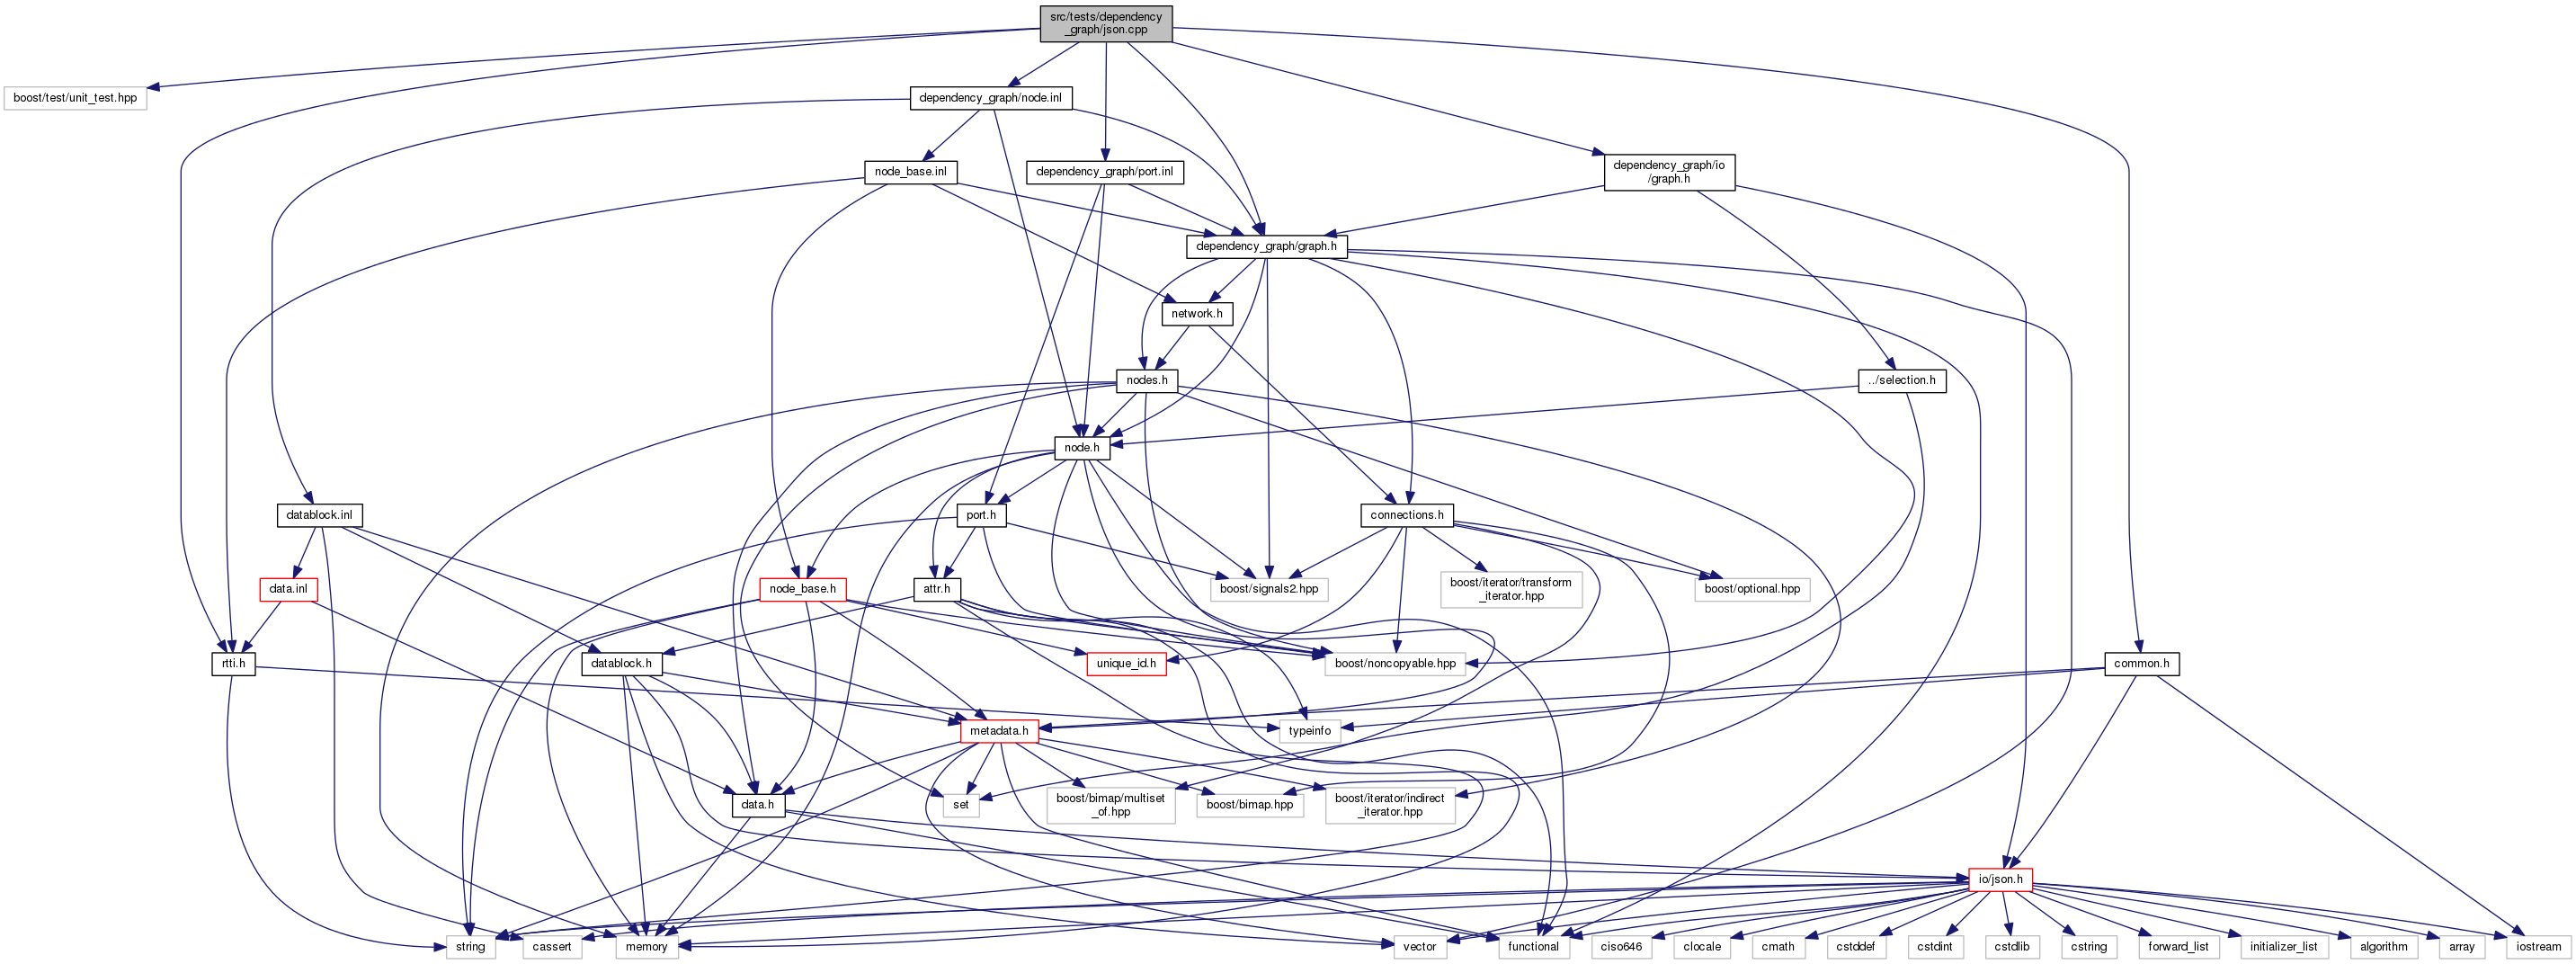 src/tests/dependency
_graph/json.cpp
boost/test/unit_test.hpp
dependency_graph/node.inl
node_base.inl
dependency_graph/port.inl
dependency_graph/io
/graph.h
dependency_graph/graph.h
network.h
nodes.h
../selection.h
node.h
datablock.inl
port.h
connections.h
data.inl
node_base.h
attr.h
boost/signals2.hpp
boost/iterator/transform
_iterator.hpp
boost/optional.hpp
rtti.h
datablock.h
unique_id.h
boost/noncopyable.hpp
common.h
metadata.h
typeinfo
data.h
set
boost/bimap/multiset
_of.hpp
boost/bimap.hpp
boost/iterator/indirect
_iterator.hpp
io/json.h
string
cassert
memory
vector
functional
ciso646
clocale
cmath
cstddef
cstdint
cstdlib
cstring
forward_list
initializer_list
algorithm
array
iostream